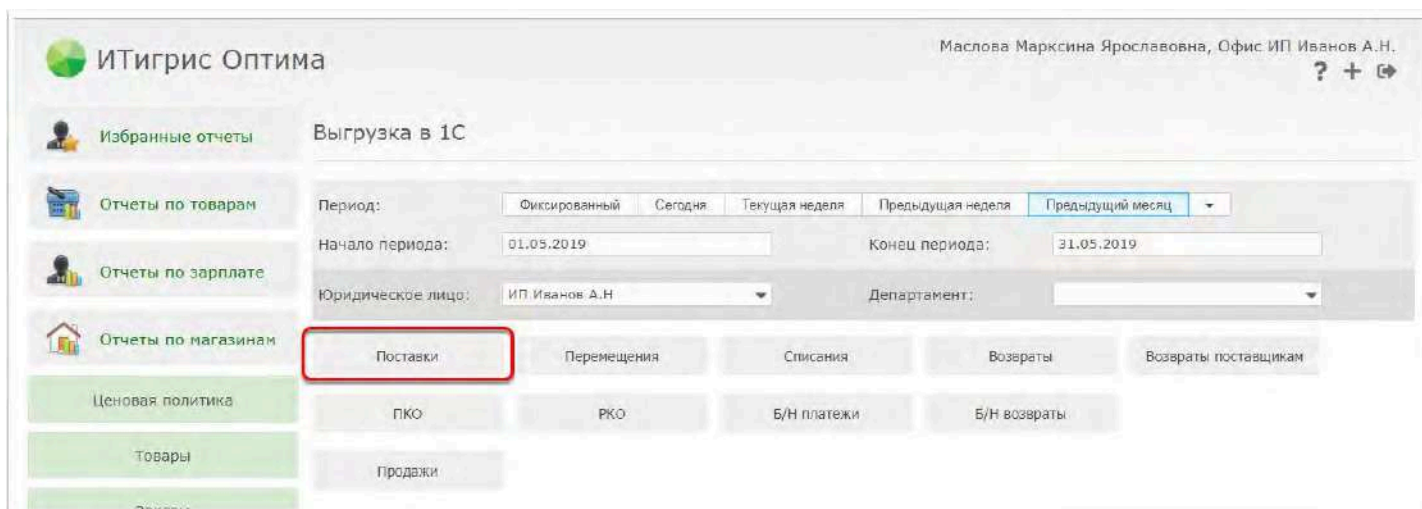 ИТигрис Оптима
Маслова Марксина Ярославовна, Офис ИП Иванов А.Н.
? +
Избранные отчеты
Выгрузка в 1С
Отчеты по товарам
Период: Фиксированный Сегодня Текущая неделя Предыдущая неделя Предыдущий месяц
Начало периода: 01.05.2019 Конец периода: 31.05.2019
Отчеты по зарплате
Юридическое лицо: ИП Иванов А.Н Департамент:
Отчеты по магазинам
Поставки Перемещения Списания Возвраты Возвраты поставщикам
Ценовая политика
ПКО РКО Б/Н платежи Б/Н возвраты
Товары
Продажи